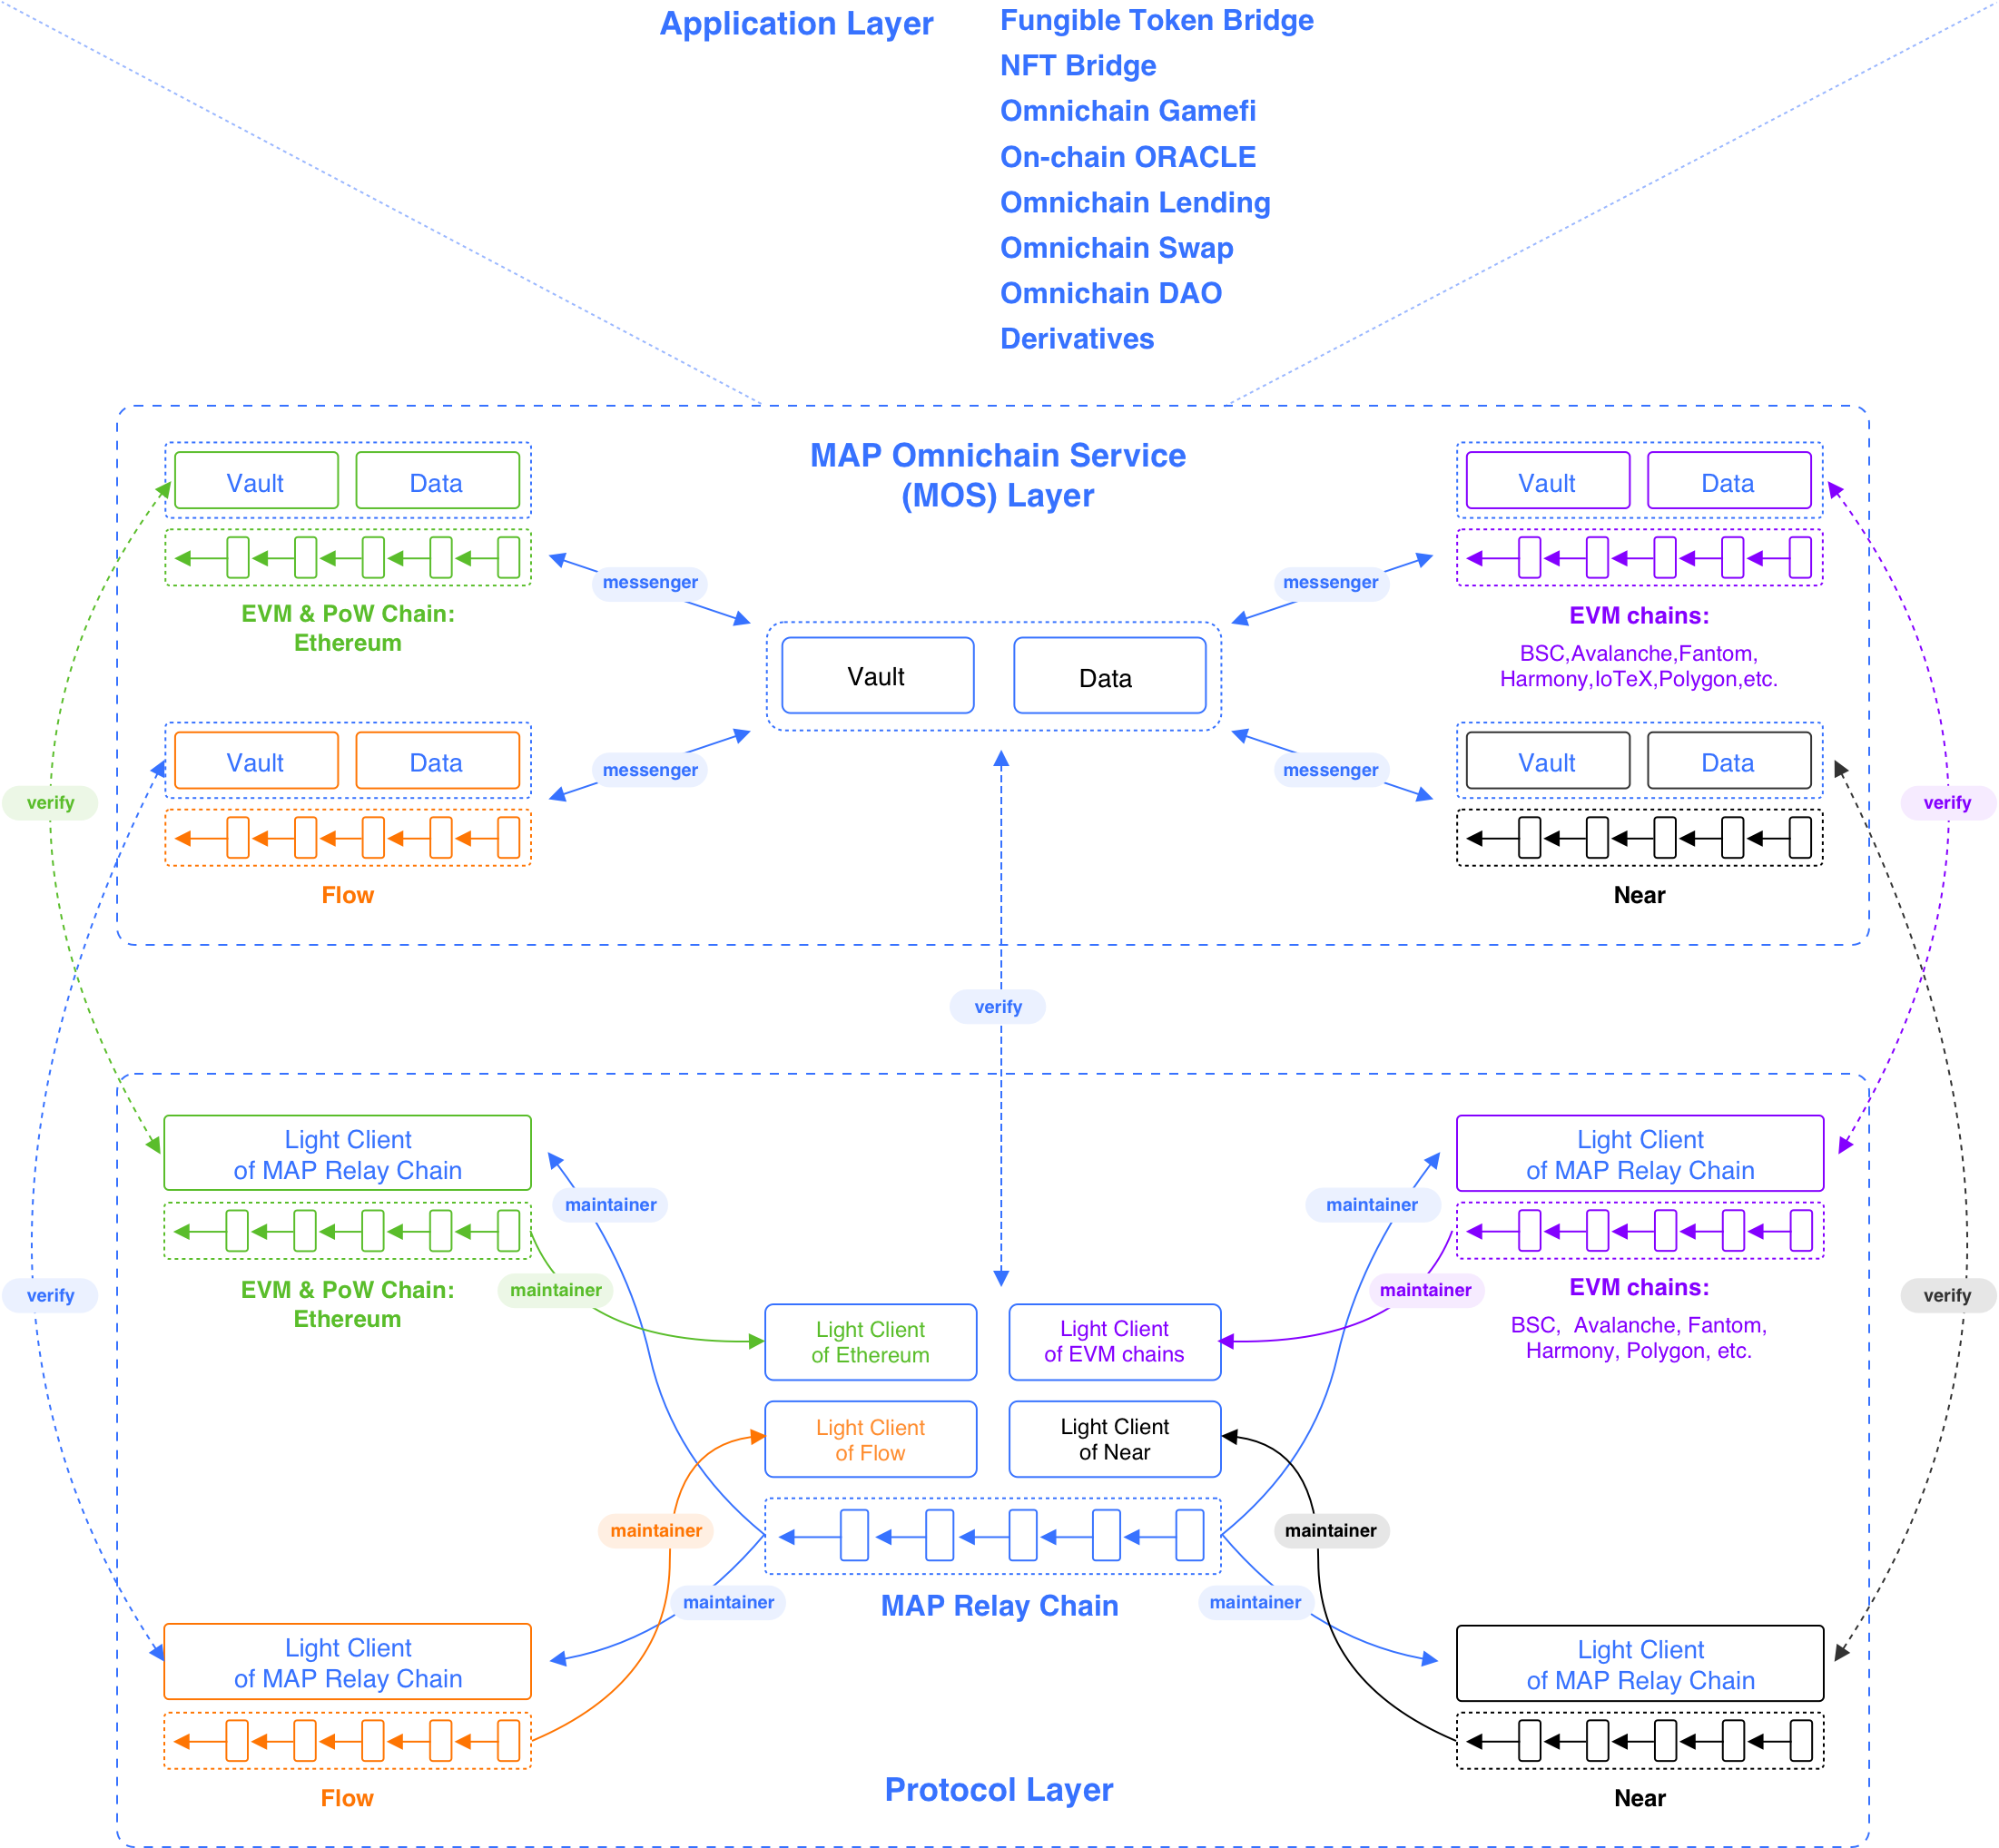 Application Layer
Fungible Token Bridge
NFT Bridge
Omnichain Gamefi
On-chain ORACLE
Omnichain Lending
Omnichain Swap
Omnichain DAO
Derivatives
MAP Omnichain Service
(MOS) Layer
Vault
Data
EVM & PoW Chain:
Ethereum
messenger
messenger
Vault
Data
EVM chains:
BSC,Avalanche,Fantom,
Harmony,IoTeX,Polygon,etc.
Vault
Data
Vault
Data
Flow
messenger
messenger
Vault
Data
Near
verify
verify
verify
Light Client
of MAP Relay Chain
EVM & PoW Chain:
Ethereum
maintainer
maintainer
maintainer
maintainer
Light Client
of MAP Relay Chain
EVM chains:
BSC,  Avalanche, Fantom,
Harmony, Polygon, etc.
verify
verify
Light Client
of Ethereum
Light Client
of EVM chains
Light Client
of Flow
Light Client
of Near
maintainer
maintainer
MAP Relay Chain
maintainer
maintainer
Light Client
of MAP Relay Chain
Flow
Light Client
of MAP Relay Chain
Near
Protocol Layer